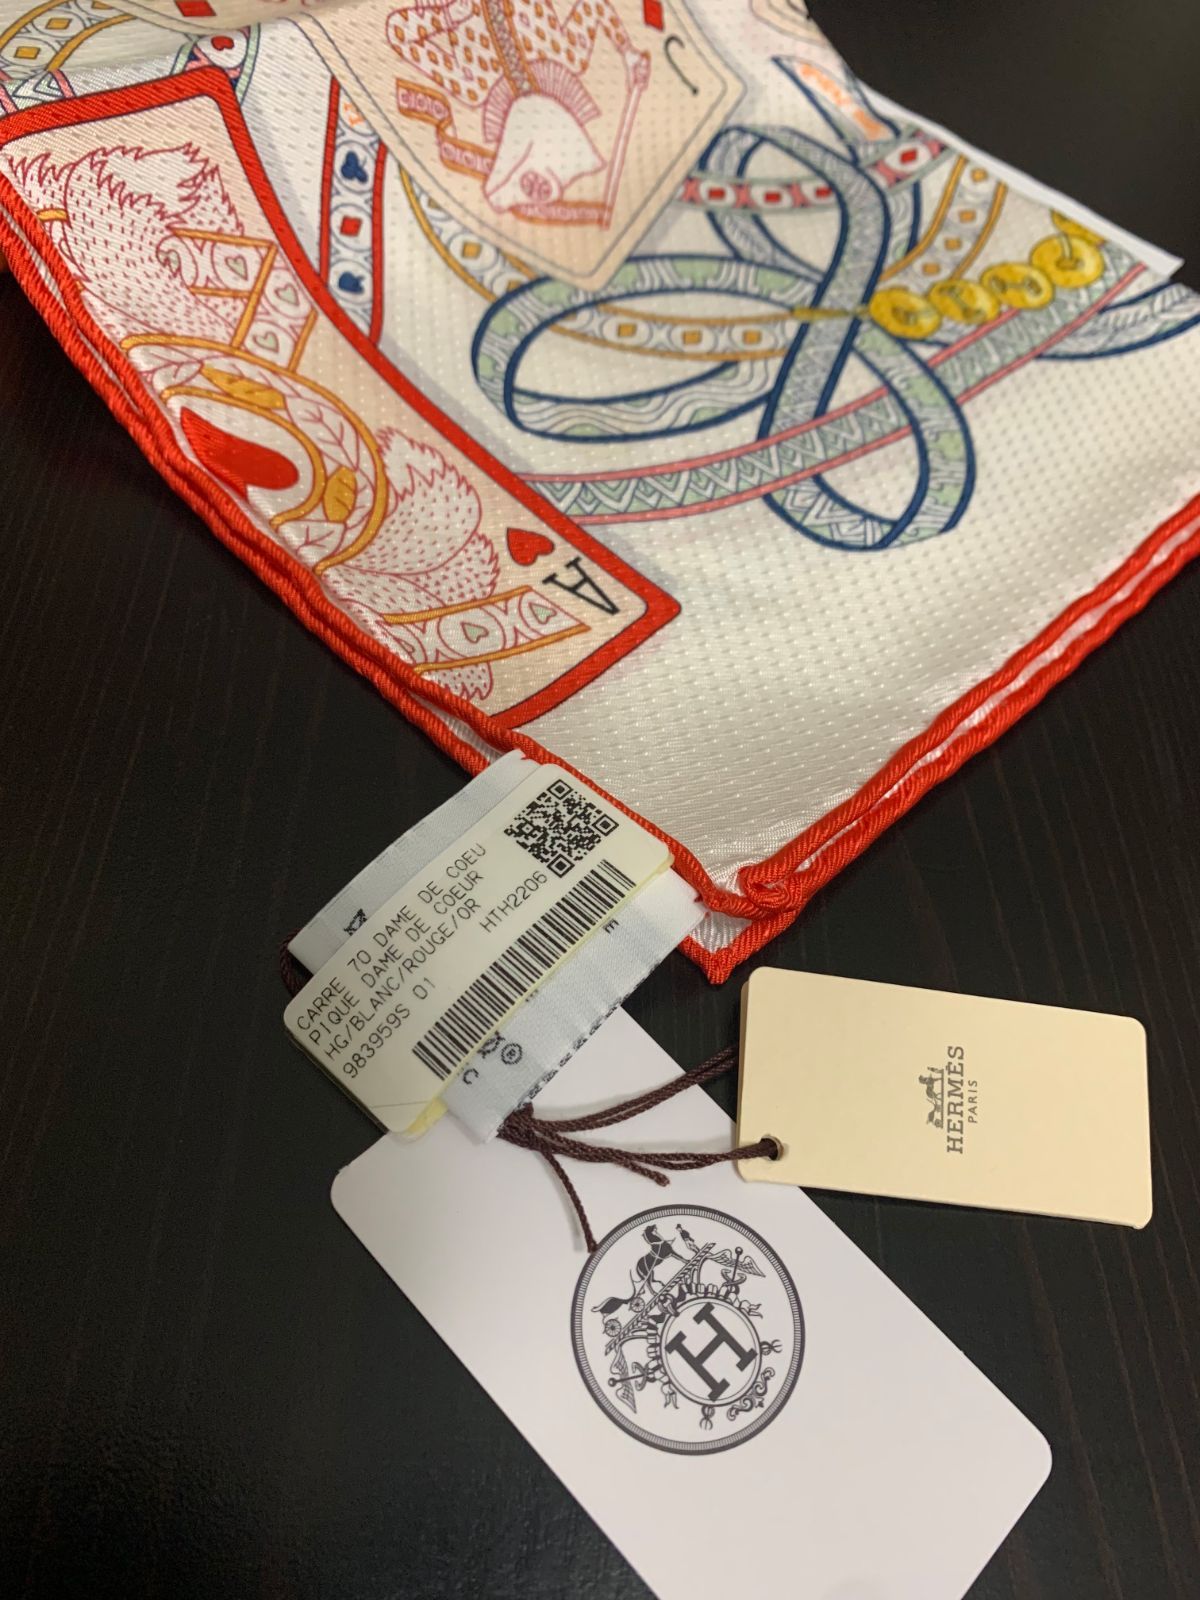 J
A
CARRE 70 DAME DE COEU
PIQUE DAME DE COEUR
HG/BLANC/ROUGE/OR
983959S 01 HTH2206
HERMÈS
PARIS
H